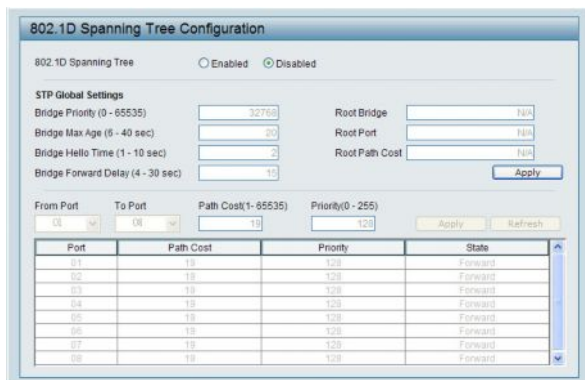 802.1D Spanning Tree Configuration
802.1D Spanning Tree Enabled Disabled
STP Global Settings
Bridge Priority (0 - 65535) 32768 Root Bridge N/A
Bridge Max Age (6 - 40 sec) 20 Root Port N/A
Bridge Hello Time (1 - 10 sec) 2 Root Path Cost N/A
Bridge Forward Delay (4 - 30 sec) 15 Apply
From Port To Port Path Cost(1- 65535) Priority(0 - 255)
01 08 19 128 Apply Refresh
Port Path Cost Priority State
01 19 128 Forward
02 19 128 Forward
03 19 128 Forward
04 19 128 Forward
05 19 128 Forward
06 19 128 Forward
07 19 128 Forward
08 19 128 Forward